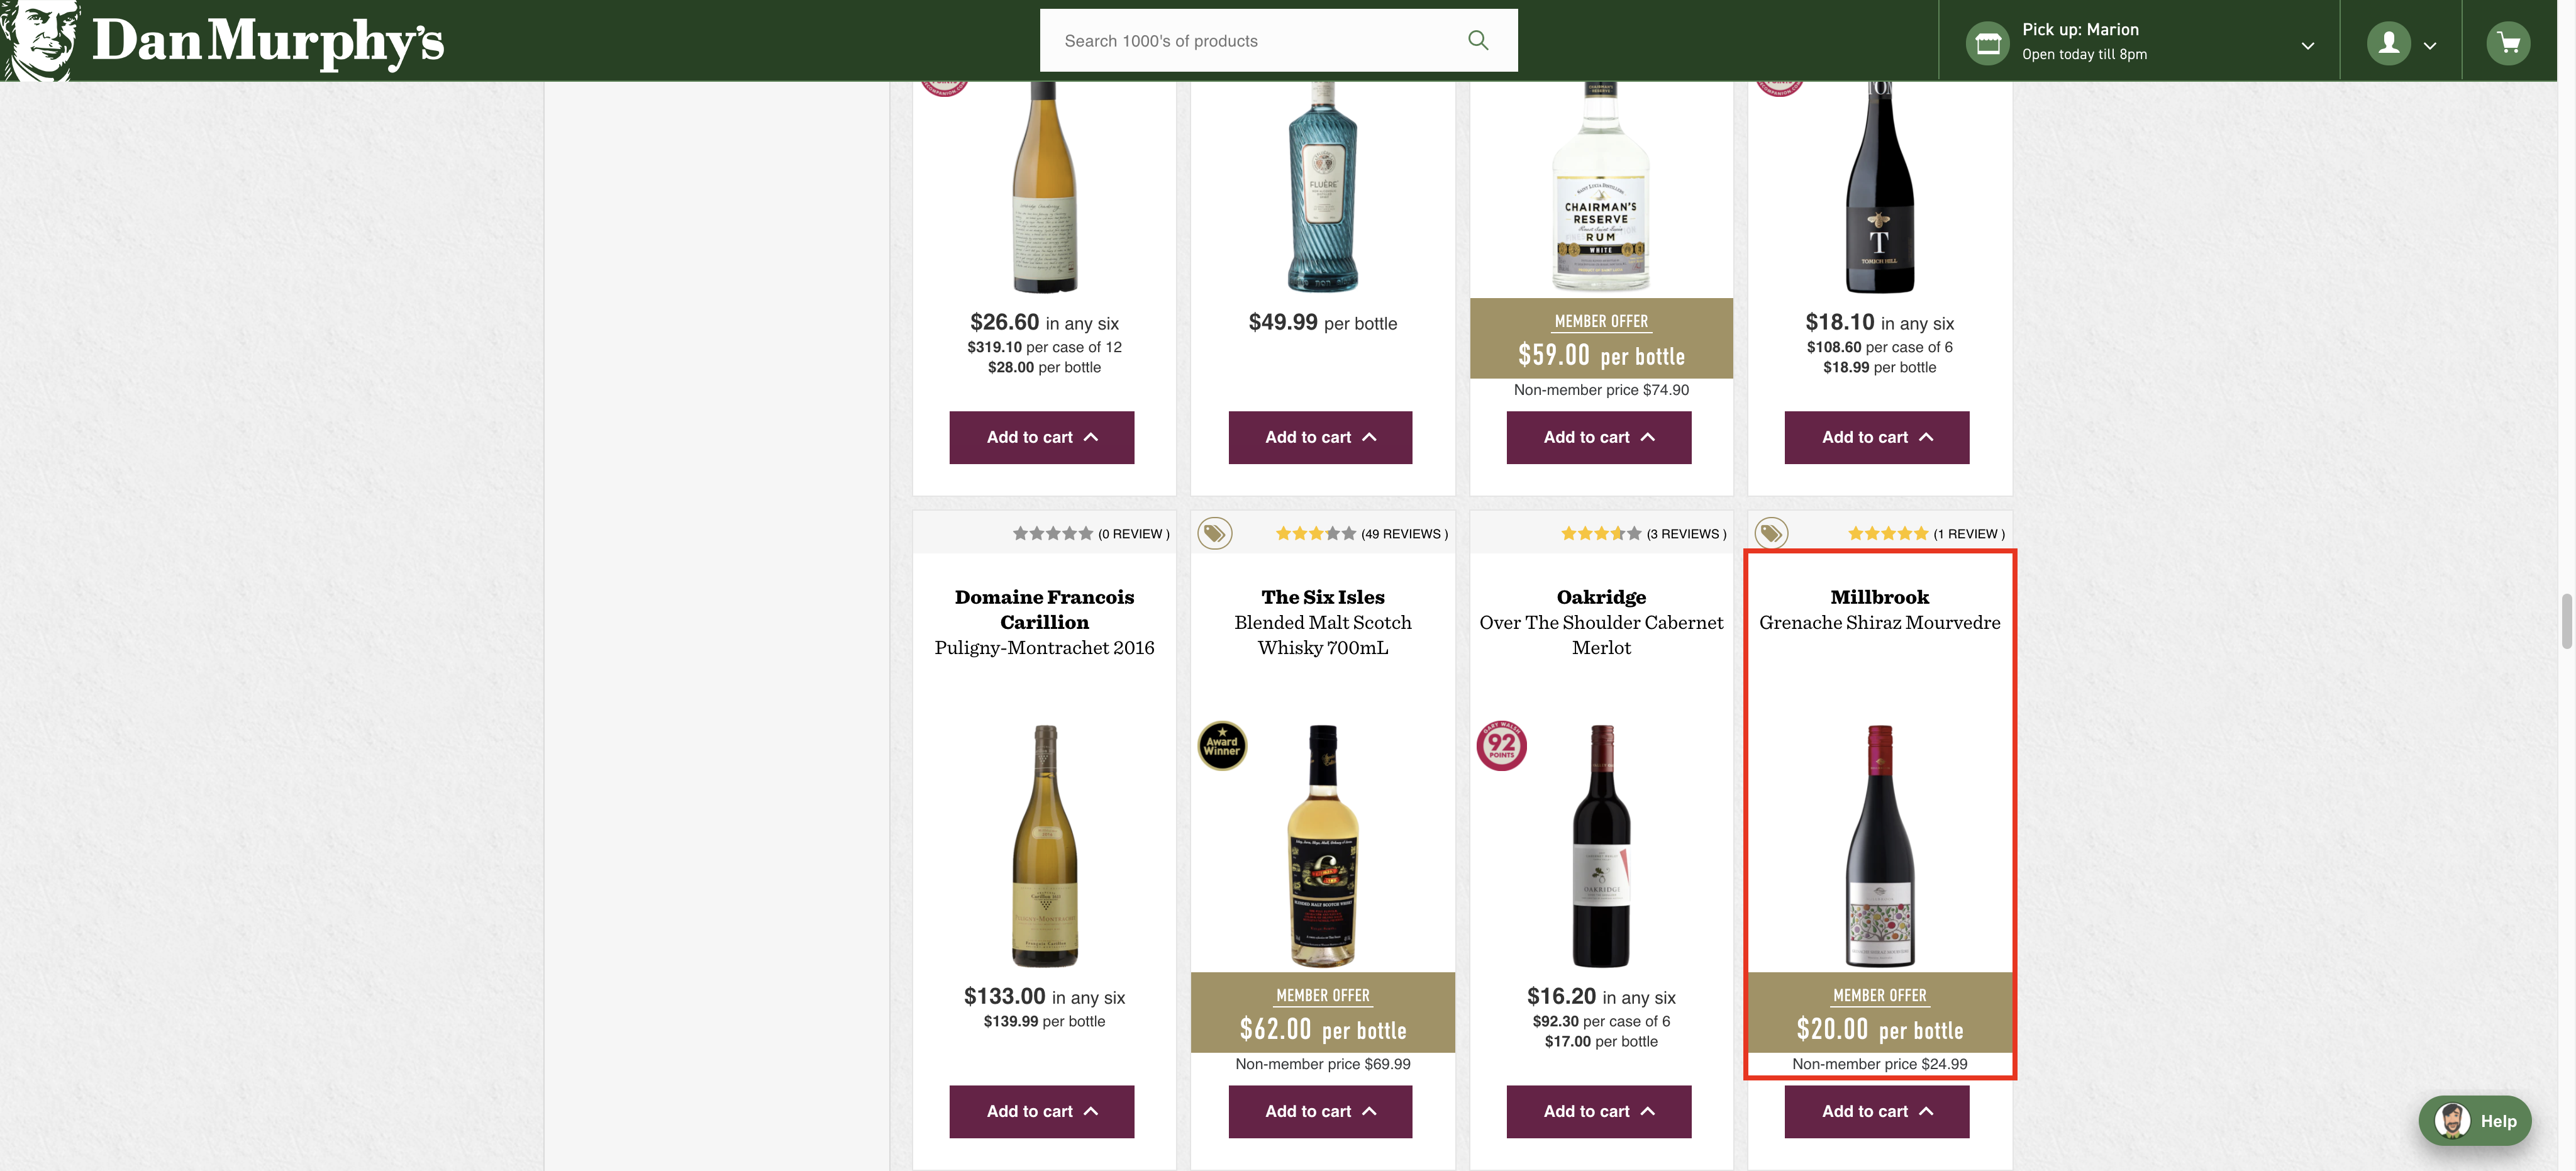 Dan Murphy's
Search 1000's of products
Pick up: Marion
Open today till 8pm
FLUÈRE
CHAIRMAN'S
RESERVE
RUM
WHITE
T
TOMICH HILL
$26.60 in any six
$319.10 per case of 12
$28.00 per bottle
Add to cart
$49.99 per bottle
Add to cart
MEMBER OFFER
$59.00 per bottle
Non-member price $74.90
Add to cart
$18.10 in any six
$108.60 per case of 6
$18.99 per bottle
Add to cart
(0 REVIEW )
Domaine Francois
Carillion
Puligny-Montrachet 2016
$133.00 in any six
$139.99 per bottle
Add to cart
(49 REVIEWS )
The Six Isles
Blended Malt Scotch
Whisky 700mL
Award
Winner
BLENDED MALT SCOTCH WHISKY
MEMBER OFFER
$62.00 per bottle
Non-member price $69.99
Add to cart
(3 REVIEWS )
Oakridge
Over The Shoulder Cabernet
Merlot
92
POINTS
OAKRIDGE
$16.20 in any six
$92.30 per case of 6
$17.00 per bottle
Add to cart
(1 REVIEW )
Millbrook
Grenache Shiraz Mourvedre
MEMBER OFFER
$20.00 per bottle
Non-member price $24.99
Add to cart
Help